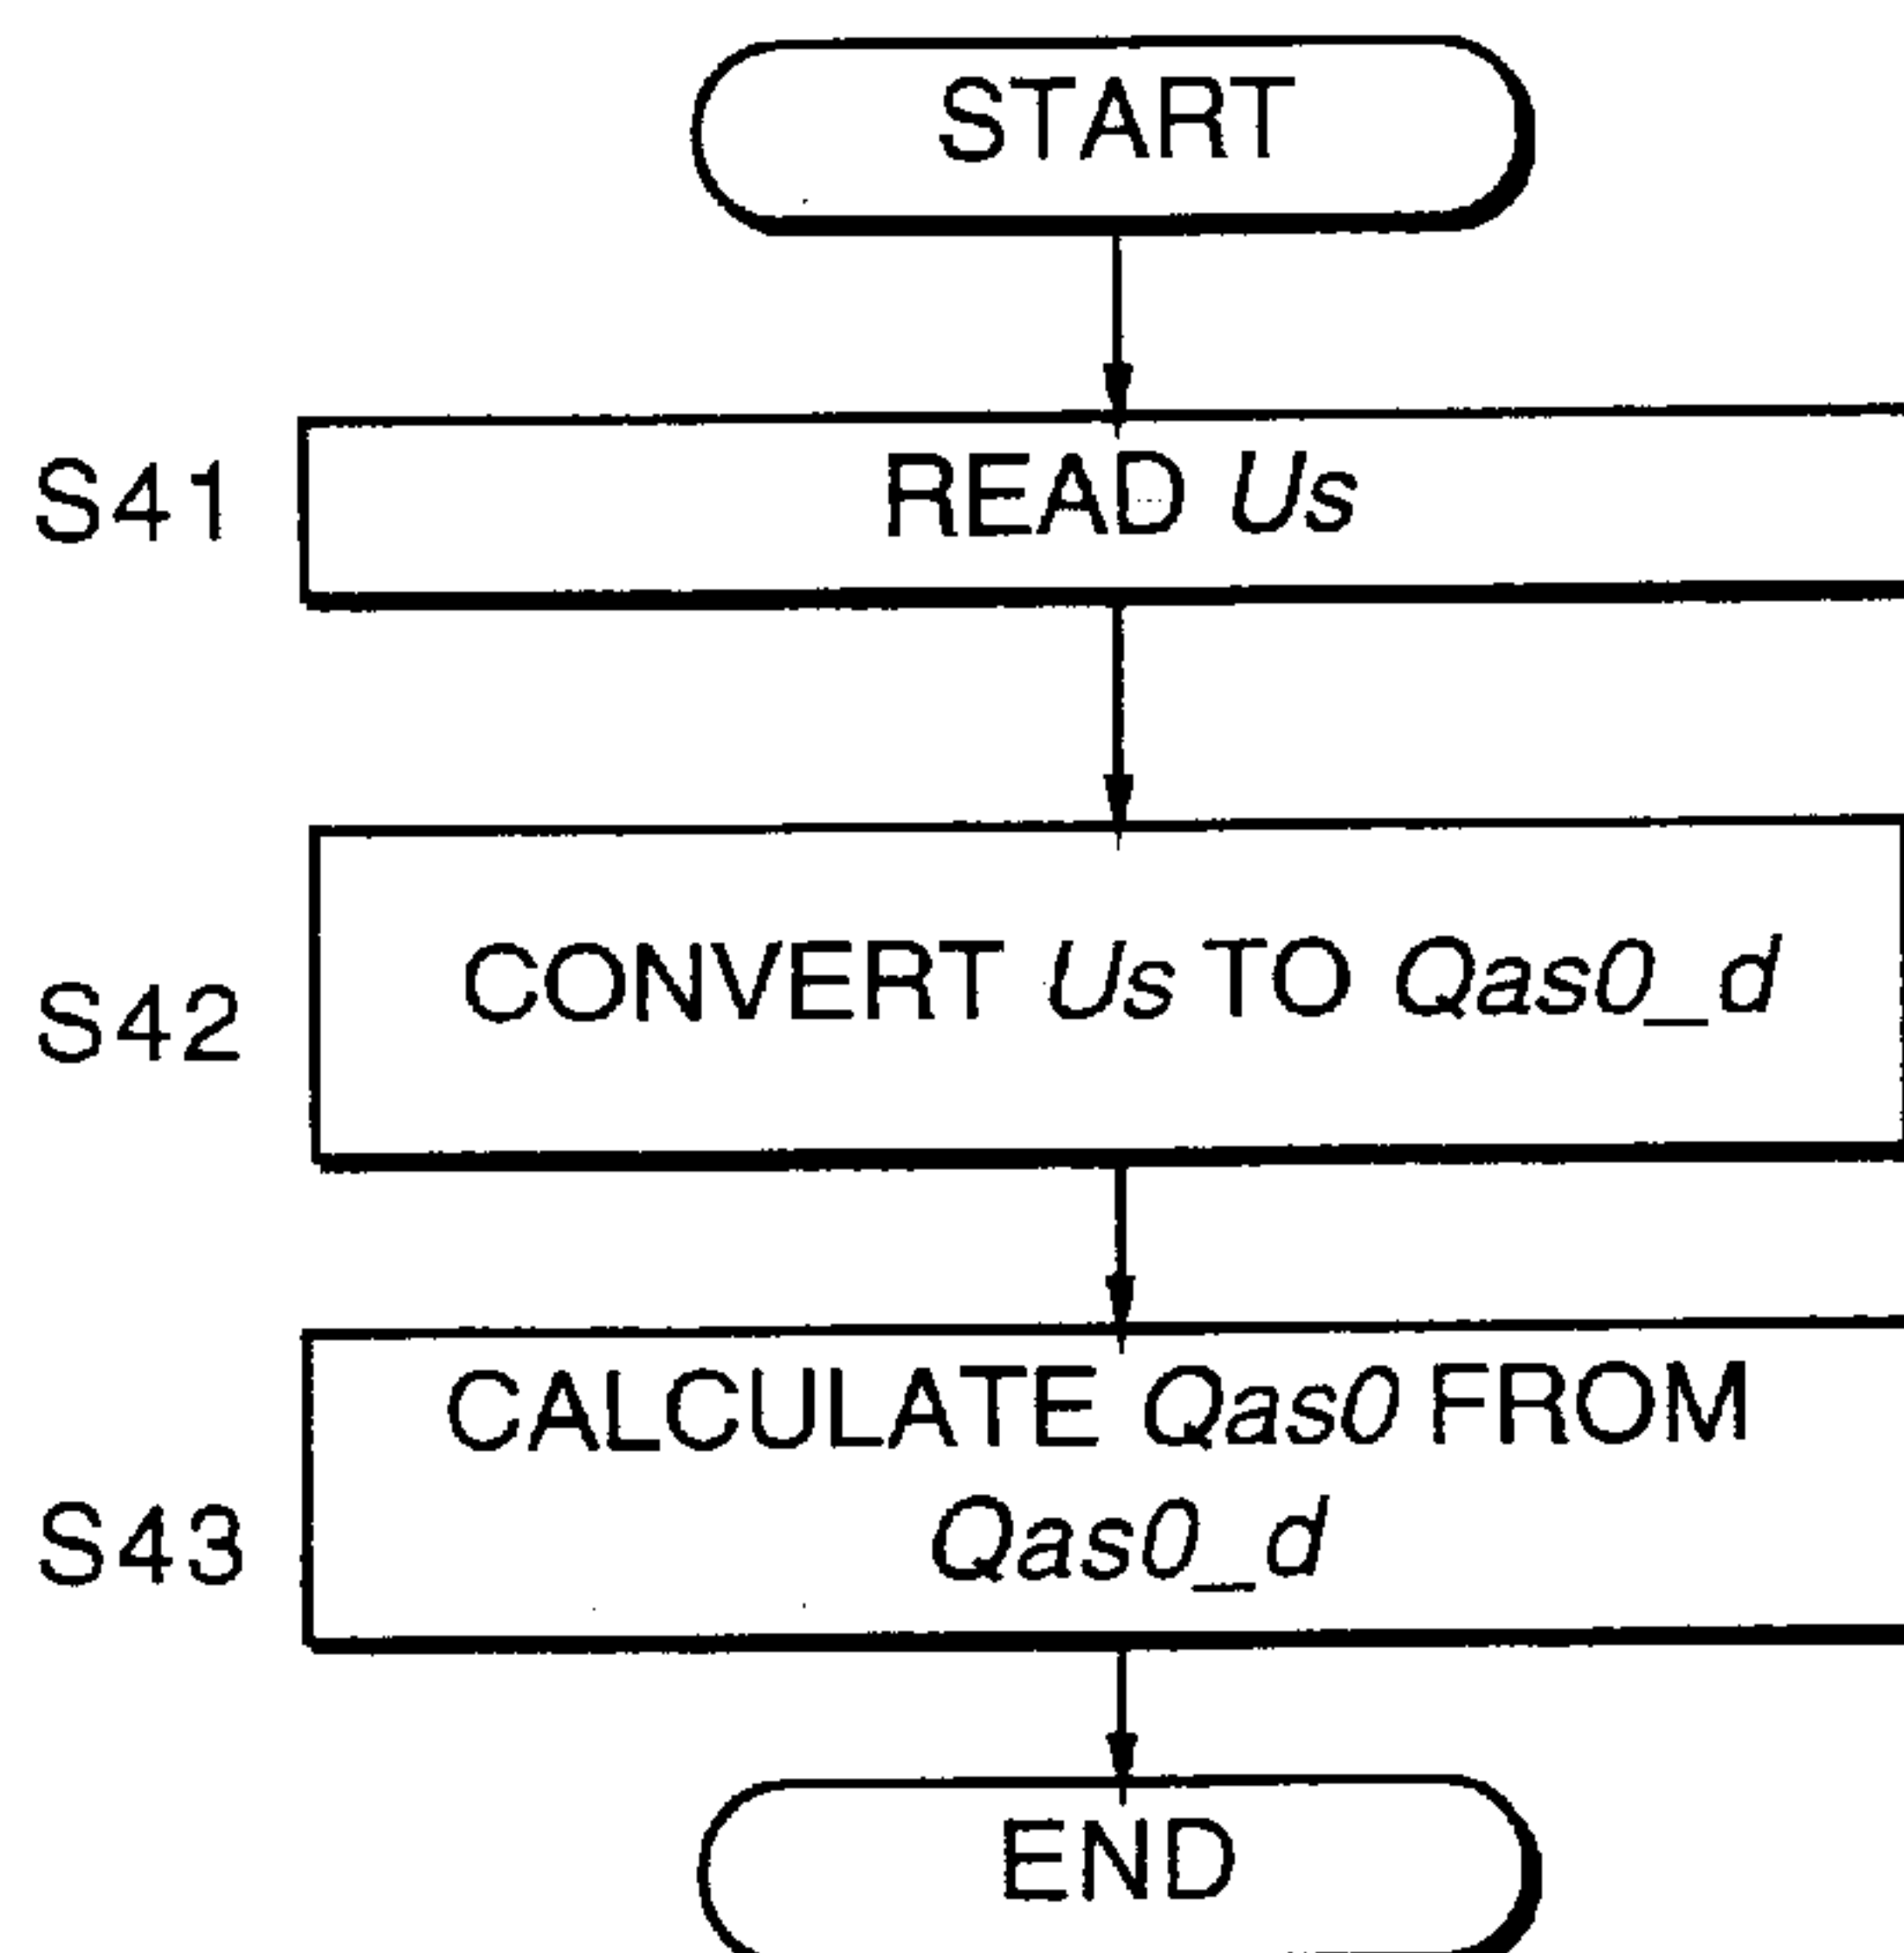 START
S41
READ Us
S42
CONVERT Us TO Qas0_d
CALCULATE Qas0 FROM
S43
Qas0_d
END